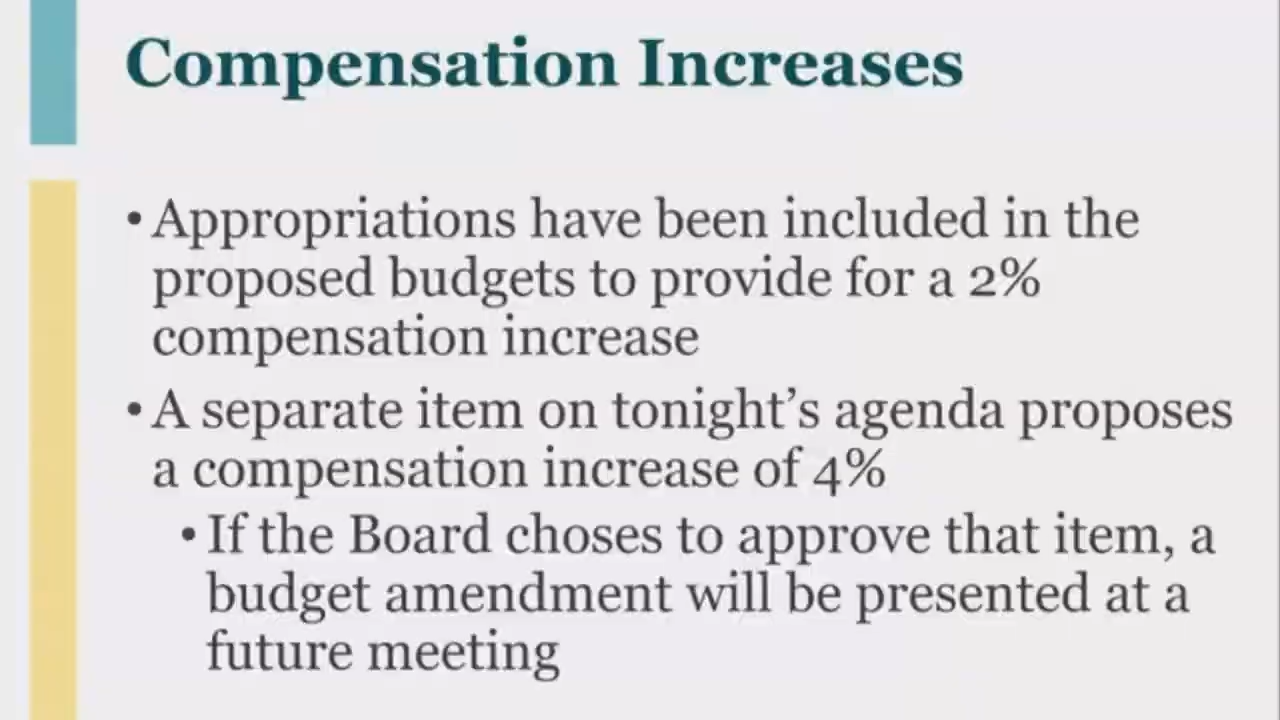 Compensation Increases
• Appropriations have been included in the
proposed budgets to provide for a 2%
compensation increase
• A separate item on tonight’s agenda proposes
a compensation increase of 4%
• If the Board choses to approve that item, a
budget amendment will be presented at a
future meeting